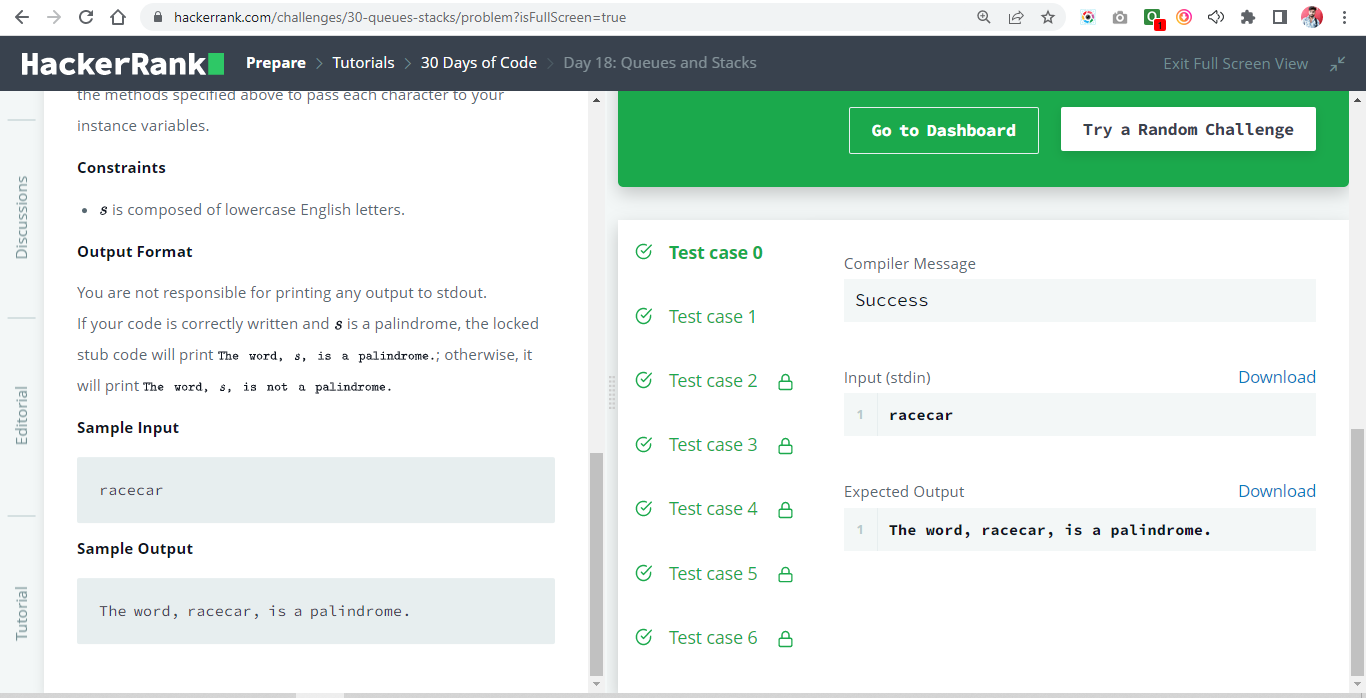 hackerrank.com/challenges/30-queues-stacks/problem?isFullScreen=true
1
HackerRank
Prepare > Tutorials > 30 Days of Code > Day 18: Queues and Stacks
Exit Full Screen View
Discussions
Editorial
Tutorial
the methods specified above to pass each character to your
instance variables.
Constraints
• s is composed of lowercase English letters.
Output Format
You are not responsible for printing any output to stdout.
If your code is correctly written and s is a palindrome, the locked
stub code will print The word, s, is a palindrome.; otherwise, it
will print The word, s, is not a palindrome.
Sample Input
racecar
Sample Output
The word, racecar, is a palindrome.
Go to Dashboard
Try a Random Challenge
Test case 0
Test case 1
Test case 2
Test case 3
Test case 4
Test case 5
Test case 6
Compiler Message
Success
Input (stdin)
Download
1 racecar
Expected Output
Download
1 The word, racecar, is a palindrome.